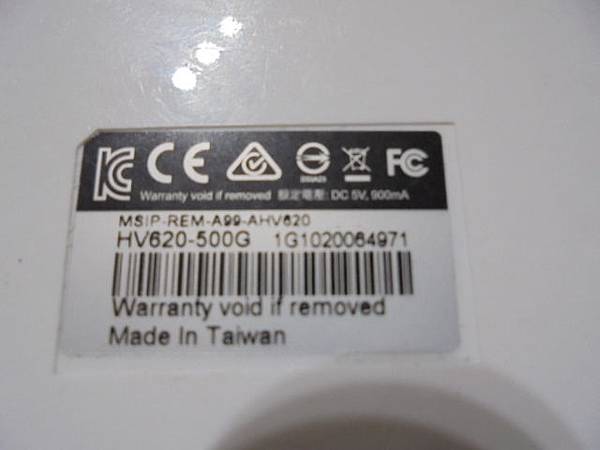 CE FC
Warranty void if removed 額定電壓: DC 5V, 900mA
MSIP-REM-A99-AHV620
HV620-500G 1G1020064971
Warranty void if removed
Made In Taiwan